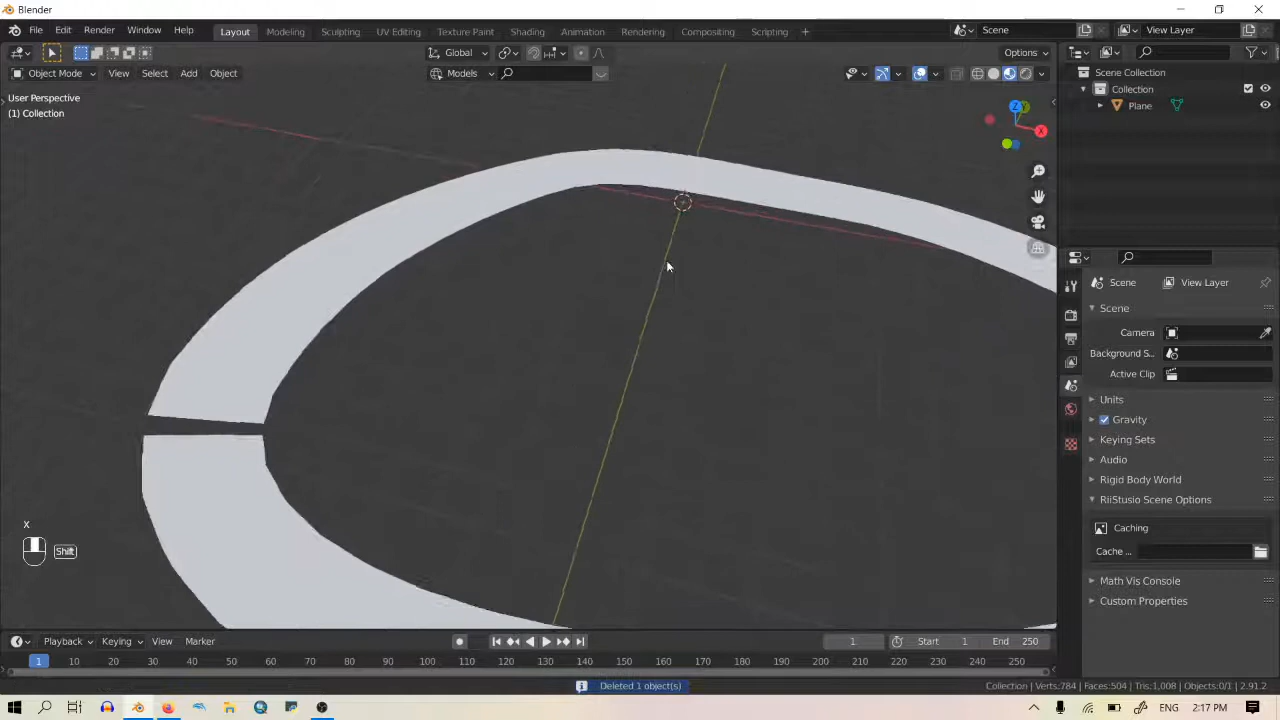 Blender
File Edit Render Window Help Layout Modeling Sculpting UV Editing Texture Paint Shading Animation Rendering Compositing Scripting + Scene View Layer
Global Options
Object Mode View Select Add Object Models
User Perspective
(1) Collection
Scene Collection
Collection
Plane
X
Y
Z
Scene View Layer
Scene
Camera
Background S...
Active Clip
Units
Gravity
Keying Sets
Audio
Rigid Body World
RiiStudio Scene Options
Caching
Cache ...
Math Vis Console
Custom Properties
x
Shift
Playback Keying View Marker 1 Start 1 End 250
1 10 20 30 40 50 60 70 80 90 100 110 120 130 140 150 160 170 180 190 200 210 220 230 240 250
Deleted 1 object(s) Collection | Verts:784 | Faces:504 | Tris:1,008 | Objects:0/1 | 2.91.2
ENG 2:17 PM